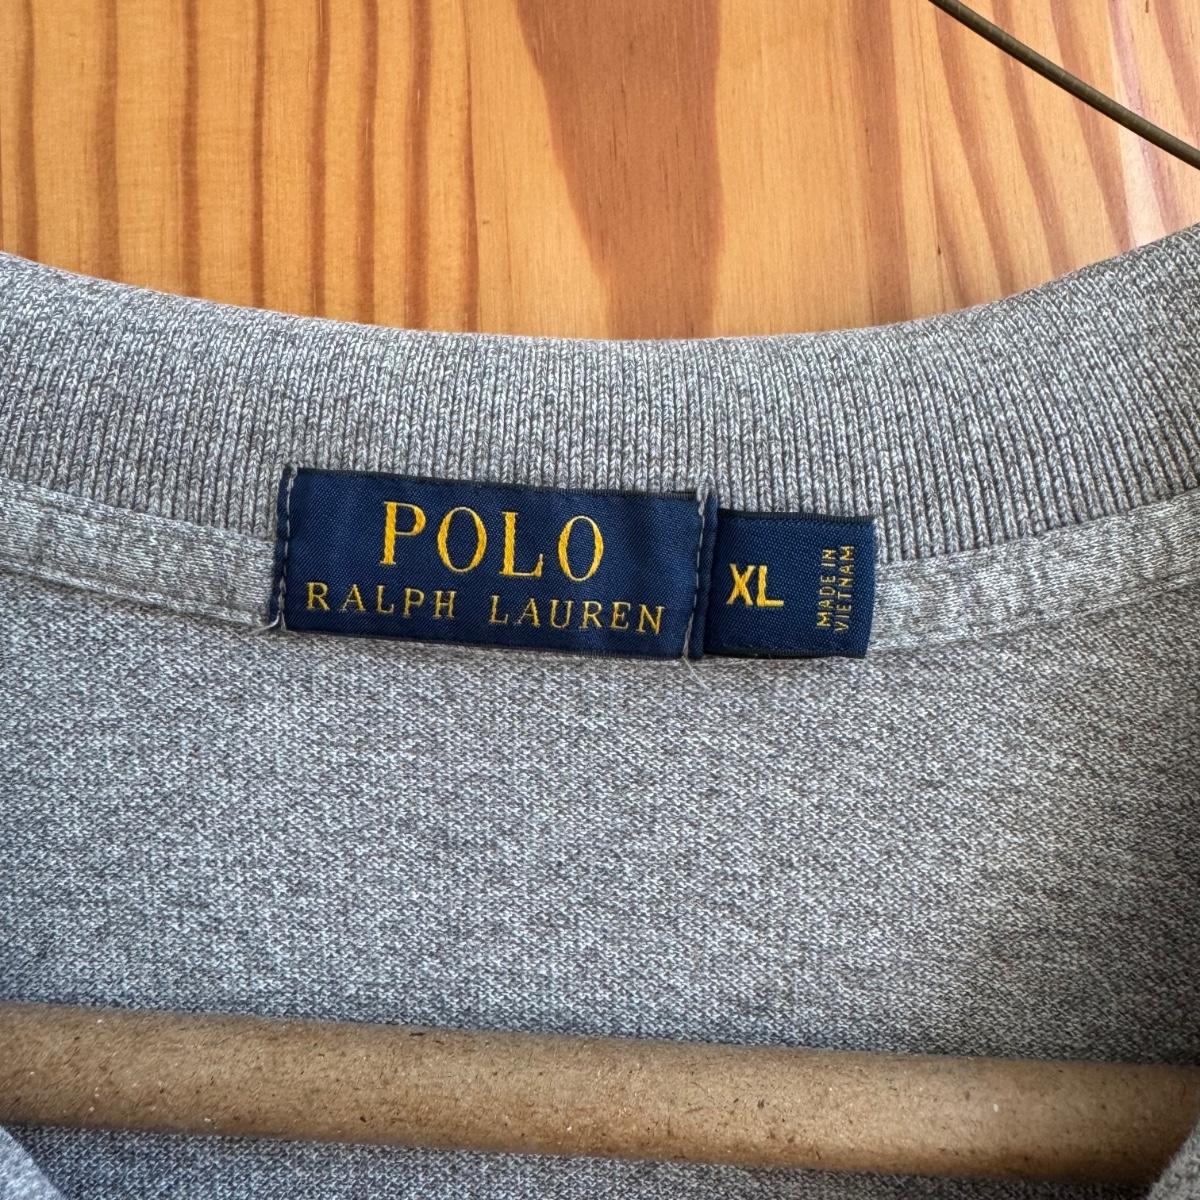 POLO
RALPH LAUREN
XL
MADE IN
VIETNAM